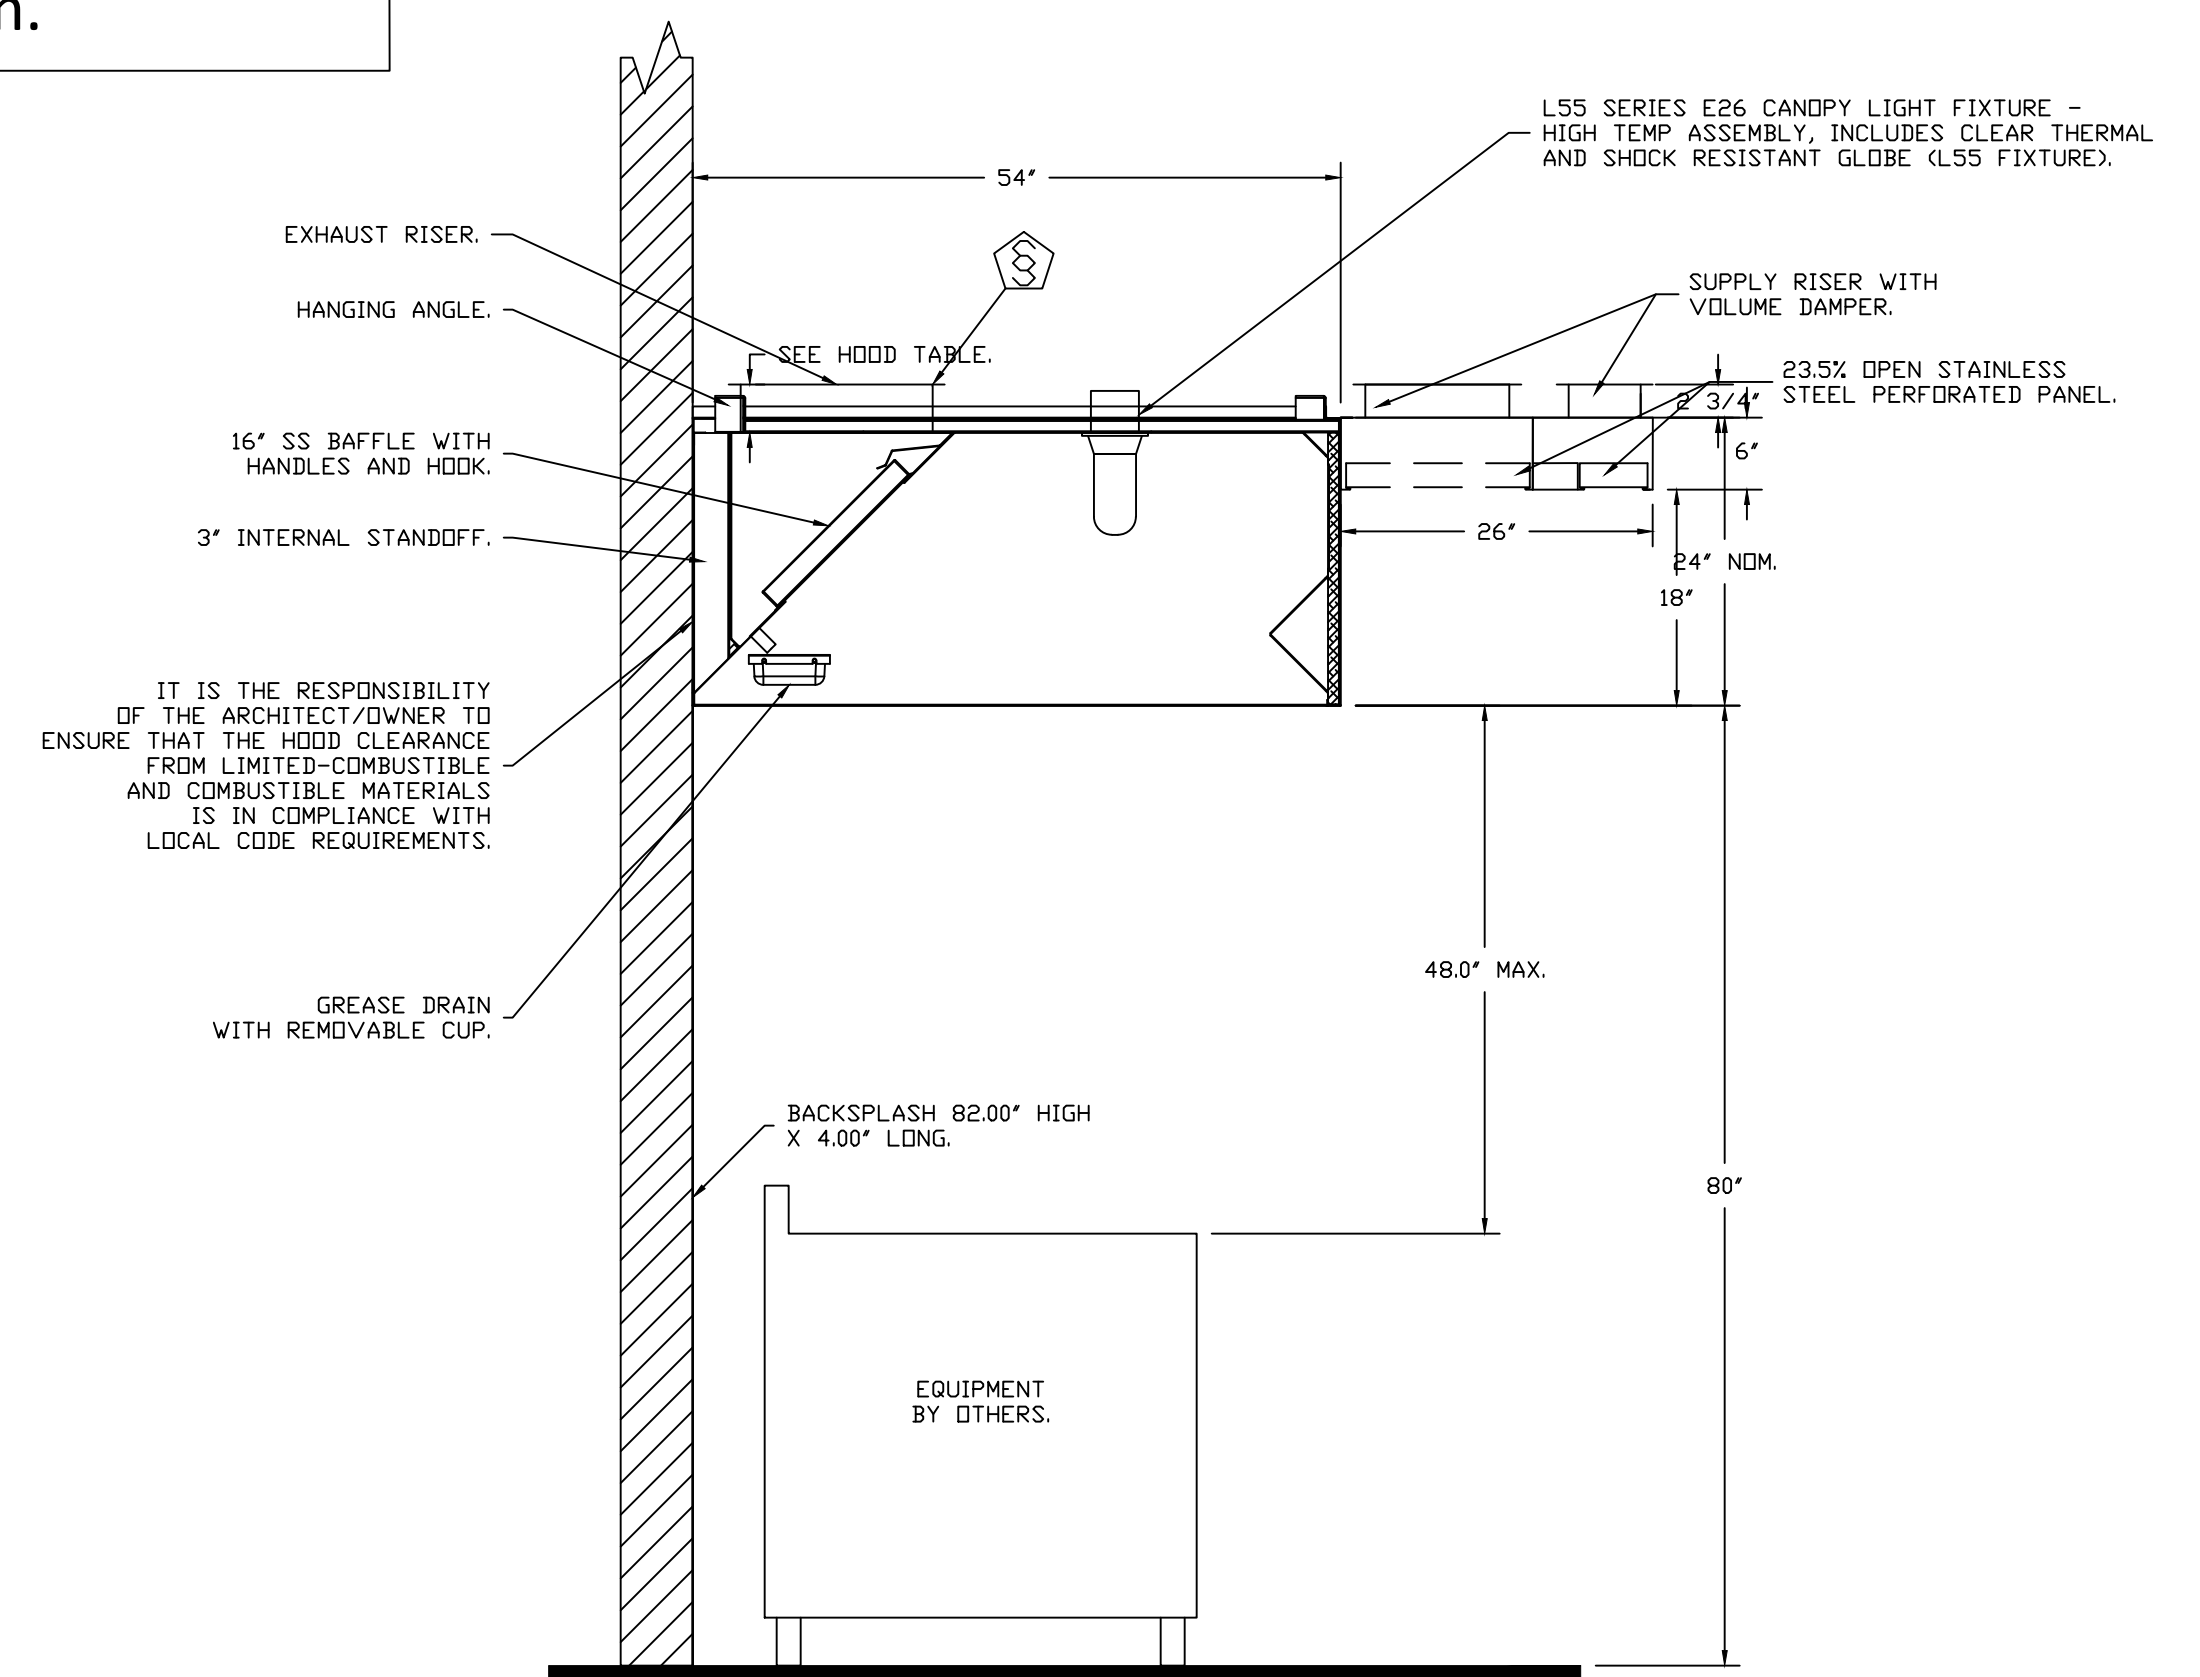 L55 SERIES E26 CANOPY LIGHT FIXTURE -
HIGH TEMP ASSEMBLY, INCLUDES CLEAR THERMAL
AND SHOCK RESISTANT GLOBE (L55 FIXTURE).
54"
EXHAUST RISER.
HANGING ANGLE.
SEE HOOD TABLE.
SUPPLY RISER WITH
VOLUME DAMPER.
23.5% OPEN STAINLESS
STEEL PERFORATED PANEL.
2 3/4"
6"
16" SS BAFFLE WITH
HANDLES AND HOOK.
3" INTERNAL STANDOFF.
26"
24" NOM.
18"
IT IS THE RESPONSIBILITY
OF THE ARCHITECT/OWNER TO
ENSURE THAT THE HOOD CLEARANCE
FROM LIMITED-COMBUSTIBLE
AND COMBUSTIBLE MATERIALS
IS IN COMPLIANCE WITH
LOCAL CODE REQUIREMENTS.
GREASE DRAIN
WITH REMOVABLE CUP.
48.0" MAX.
BACKSPLASH 82.00" HIGH
X 4.00" LONG.
80"
EQUIPMENT
BY OTHERS.